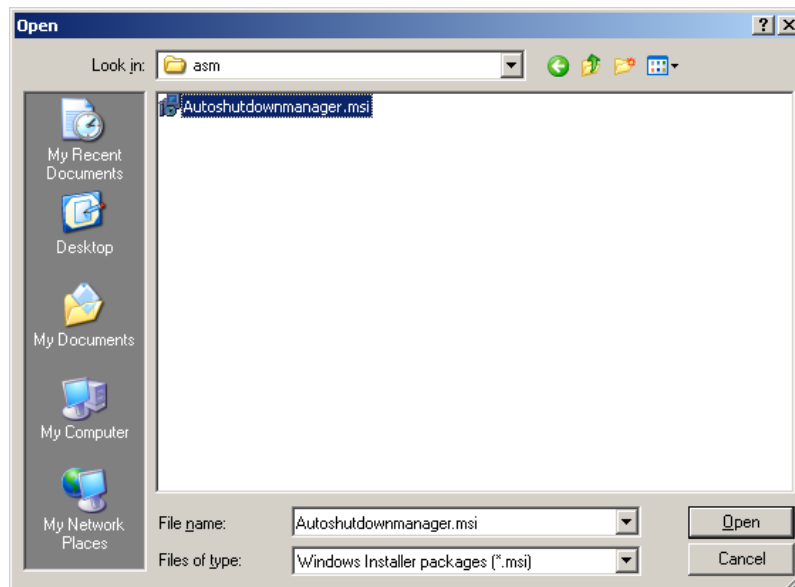 Open
Look in:
asm
Autoshutdownmanager.msi
My Recent
Documents
Desktop
My Documents
My Computer
My Network
Places
File name:
Autoshutdownmanager.msi
Open
Files of type:
Windows Installer packages (*.msi)
Cancel